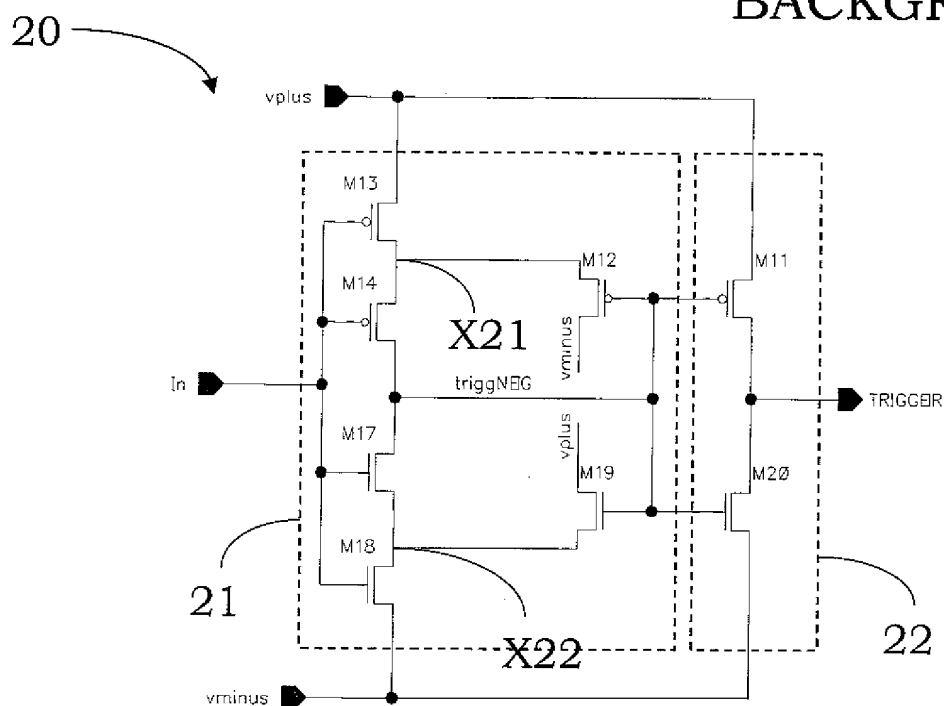 BACKGR
20
vplus
M13
M12
M11
M14
X21
vminus
In
triggNEG
TRIGGER
M17
vplus
M19
M20
M18
21
X22
22
vminus